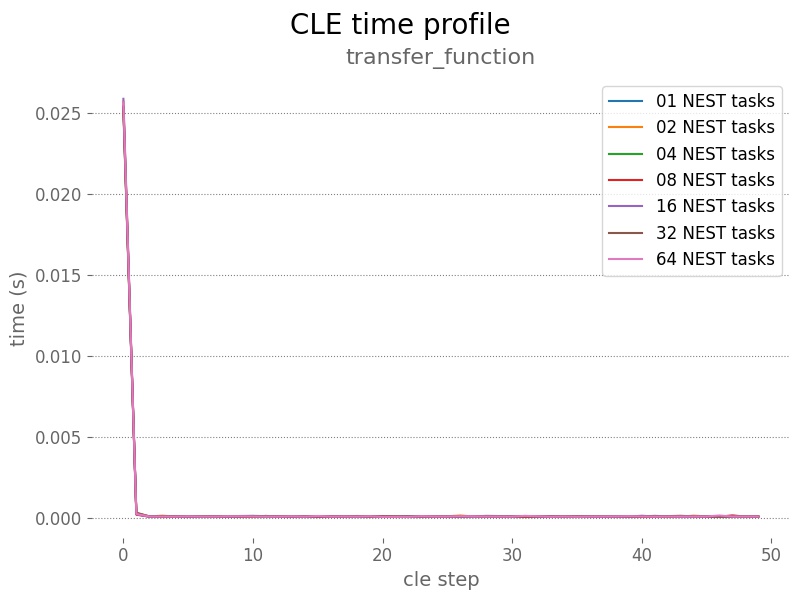 CLE time profile
transfer_function
01 NEST tasks
02 NEST tasks
04 NEST tasks
08 NEST tasks
16 NEST tasks
32 NEST tasks
64 NEST tasks
time (s)
0.025
0.020
0.015
0.010
0.005
0.000
0 10 20 30 40 50
cle step